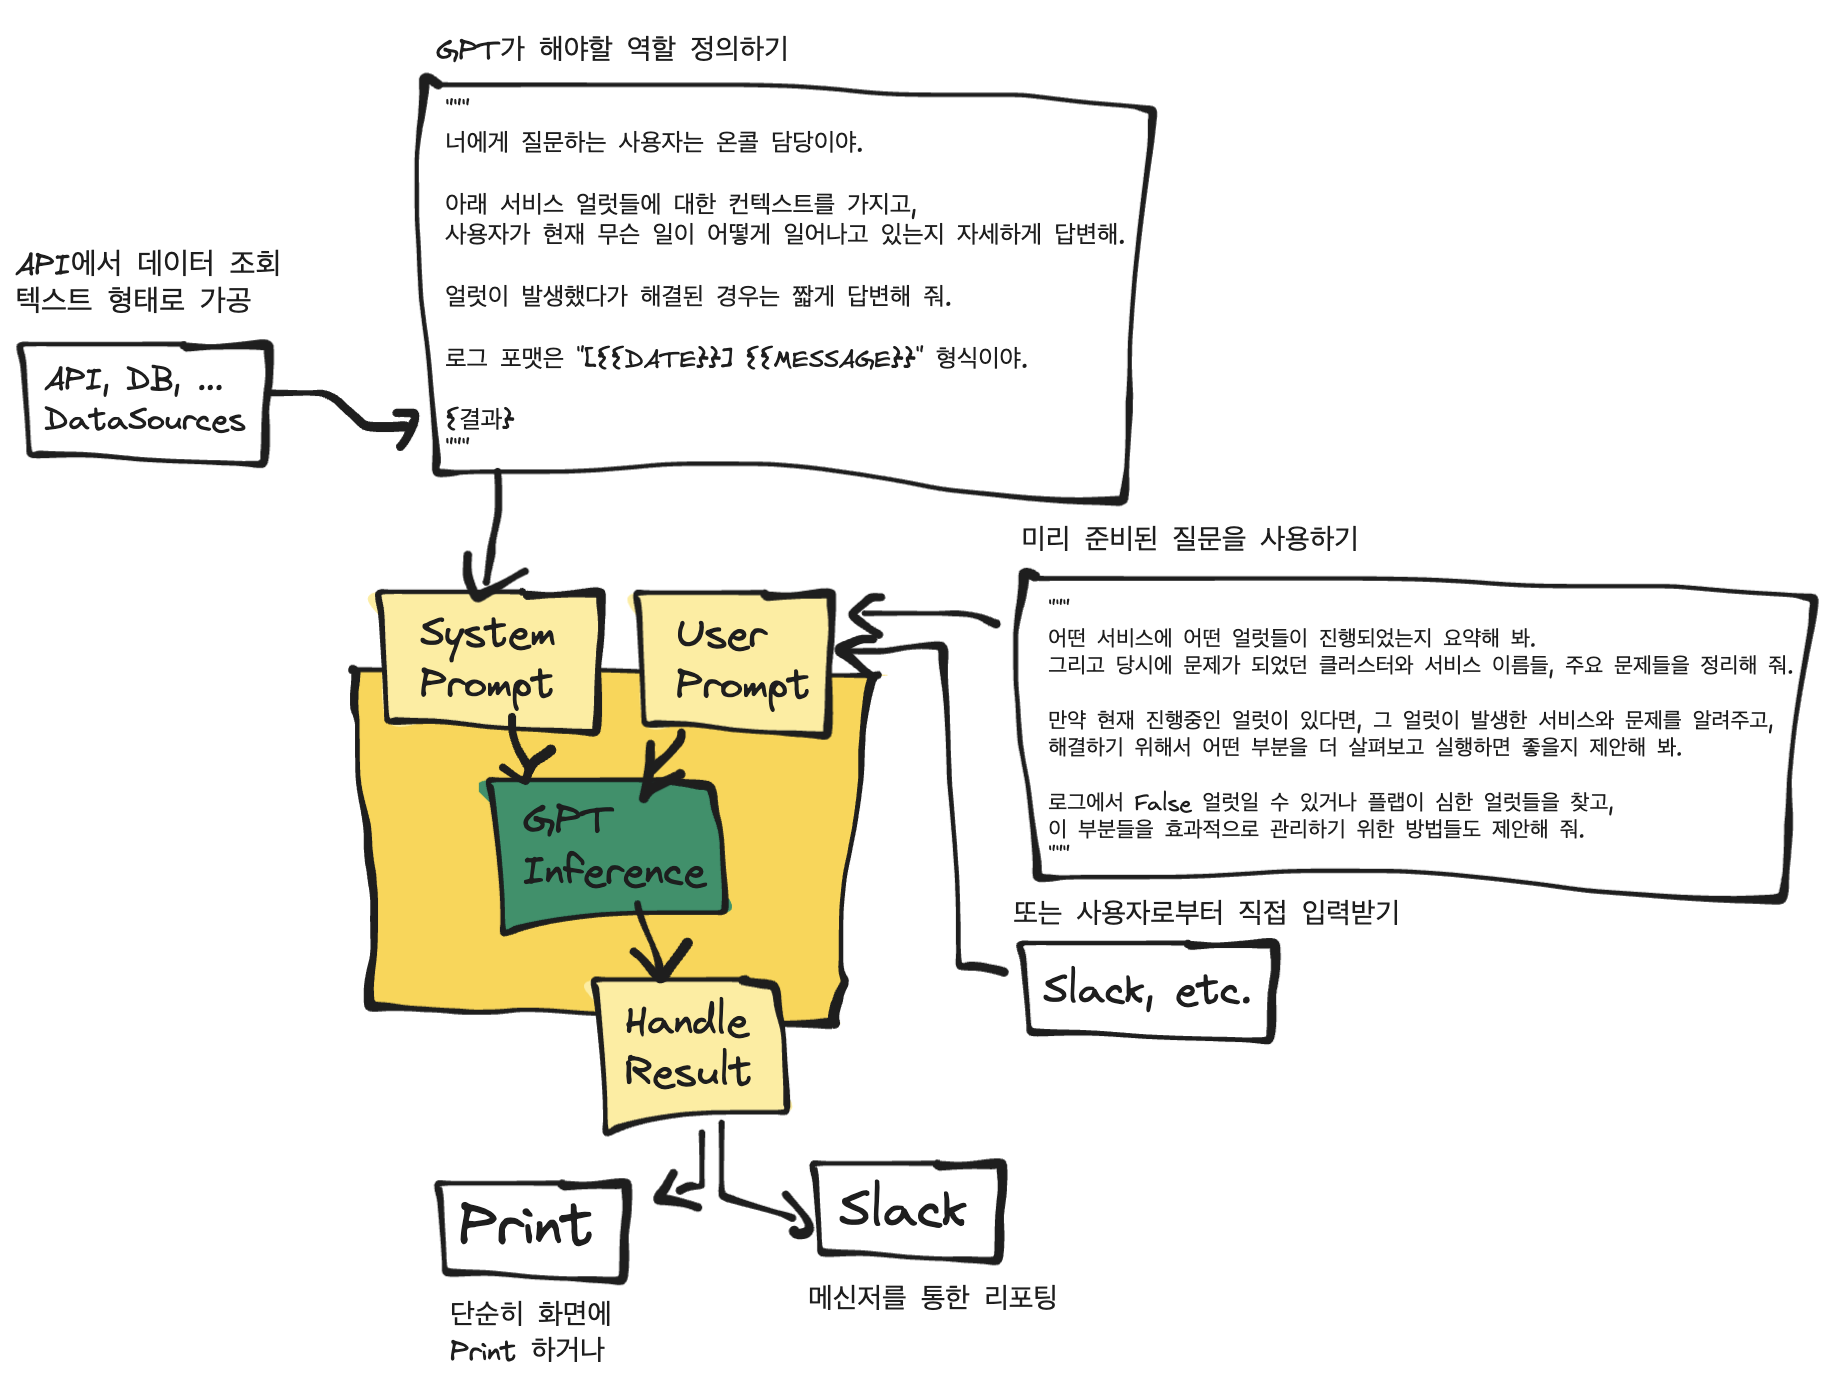 GPT가 해야할 역할 정의하기
"""
너에게 질문하는 사용자는 온콜 담당이야.
아래 서비스 얼럿들에 대한 컨텍스트를 가지고,
사용자가 현재 무슨 일이 어떻게 일어나고 있는지 자세하게 답변해.
얼럿이 발생했다가 해결된 경우는 짧게 답변해 줘.
로그 포맷은 "[{{DATE}}] {{MESSAGE}}" 형식이야.
{결과}
"""
API에서 데이터 조회
텍스트 형태로 가공
API, DB, ...
DataSources
미리 준비된 질문을 사용하기
"""
어떤 서비스에 어떤 얼럿들이 진행되었는지 요약해 봐.
그리고 당시에 문제가 되었던 클러스터와 서비스 이름들, 주요 문제들을 정리해 줘.
만약 현재 진행중인 얼럿이 있다면, 그 얼럿이 발생한 서비스와 문제를 알려주고,
해결하기 위해서 어떤 부분을 더 살펴보고 실행하면 좋을지 제안해 봐.
로그에서 False 얼럿일 수 있거나 플랩이 심한 얼럿들을 찾고,
이 부분들을 효과적으로 관리하기 위한 방법들도 제안해 줘.
"""
또는 사용자로부터 직접 입력받기
Slack, etc.
System
Prompt
User
Prompt
GPT
Inference
Handle
Result
Print
단순히 화면에
Print 하거나
Slack
메신저를 통한 리포팅